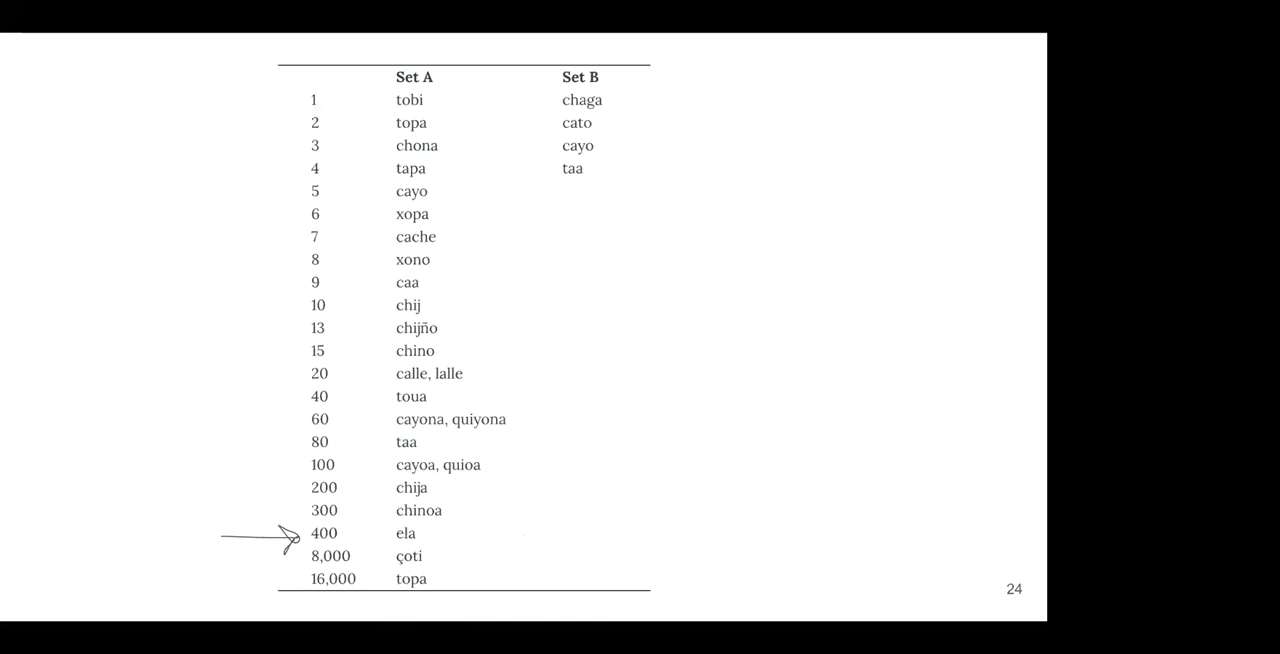 Set A Set B
1 tobi chaga
2 topa cato
3 chona cayo
4 tapa taa
5 cayo
6 xopa
7 cache
8 xono
9 caa
10 chij
13 chijño
15 chino
20 calle, lalle
40 toua
60 cayona, quiyona
80 taa
100 cayoa, quioa
200 chija
300 chinoa
400 ela
8,000 çoti
16,000 topa
24